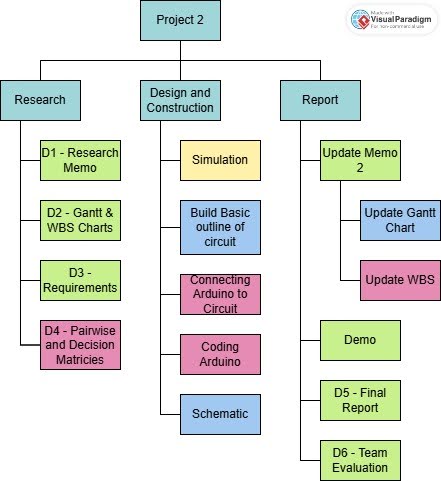 Project 2
Made with
VisualParadigm
For non-commercial use
Research
Design and
Construction
Report
D1 - Research
Memo
D2 - Gantt &
WBS Charts
D3 -
Requirements
D4 - Pairwise
and Decision
Matricies
Simulation
Build Basic
outline of
circuit
Connecting
Arduino to
Circuit
Coding
Arduino
Schematic
Update Memo
2
Update Gantt
Chart
Update WBS
Demo
D5 - Final
Report
D6 - Team
Evaluation